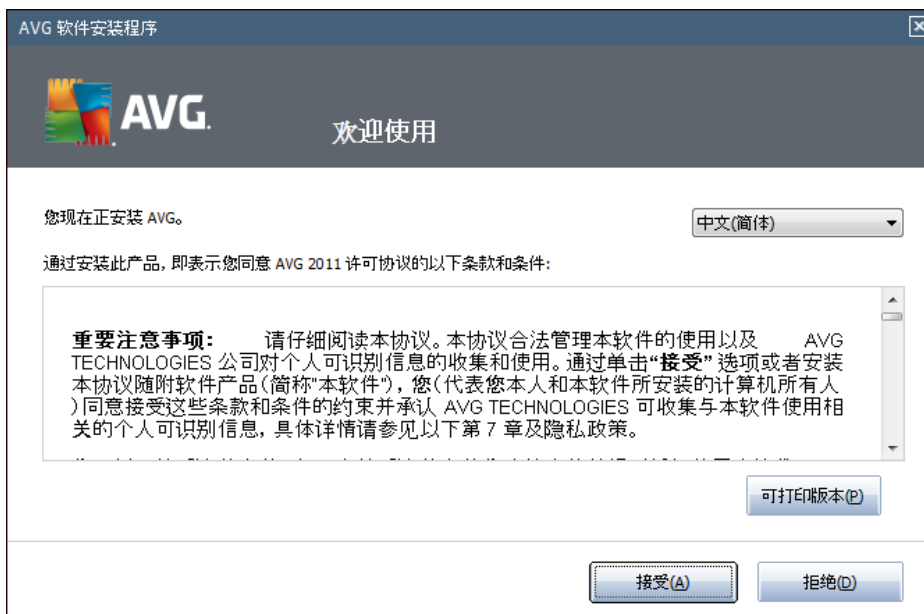 AVG 软件安装程序
AVG.
欢迎使用
您现在正安装 AVG。
中文(简体)
通过安装此产品, 即表示您同意 AVG 2011 许可协议的以下条款和条件:
重要注意事项: 请仔细阅读本协议。本协议合法管理本软件的使用以及 AVG
TECHNOLOGIES 公司对个人可识别信息的收集和使用。通过单击“接受” 选项或者安装
本协议随附软件产品(简称"本软件"), 您(代表您本人和本软件所安装的计算机所有人
)同意接受这些条款和条件的约束并承认 AVG TECHNOLOGIES 可收集与本软件使用相
关的个人可识别信息, 具体详情请参见以下第 7 章及隐私政策。
可打印版本(P)
接受(A)
拒绝(D)